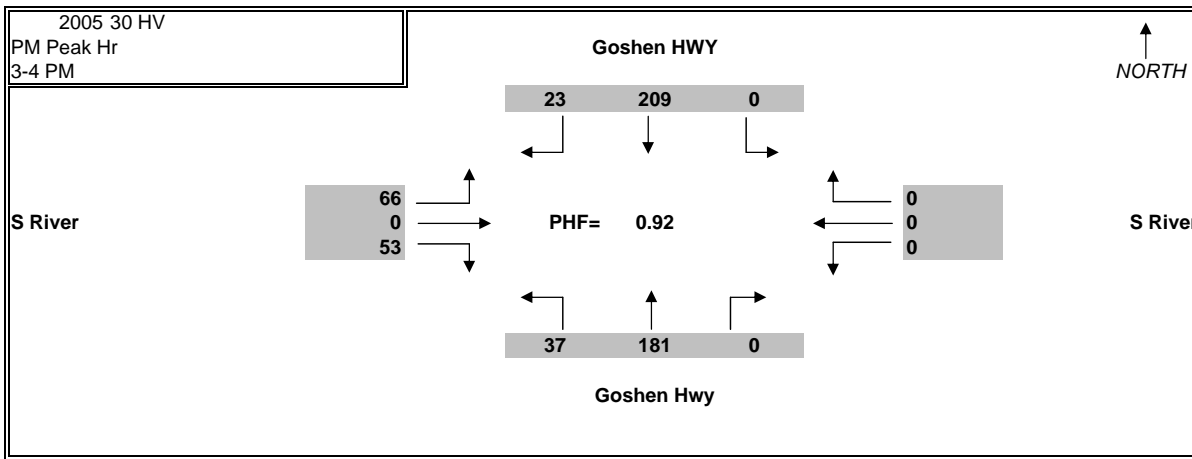 2005 30 HV
PM Peak Hr
3-4 PM
Goshen HWY
NORTH
23 209 0
66
0
53
S River
PHF= 0.92
0
0
0
S River
37 181 0
Goshen Hwy